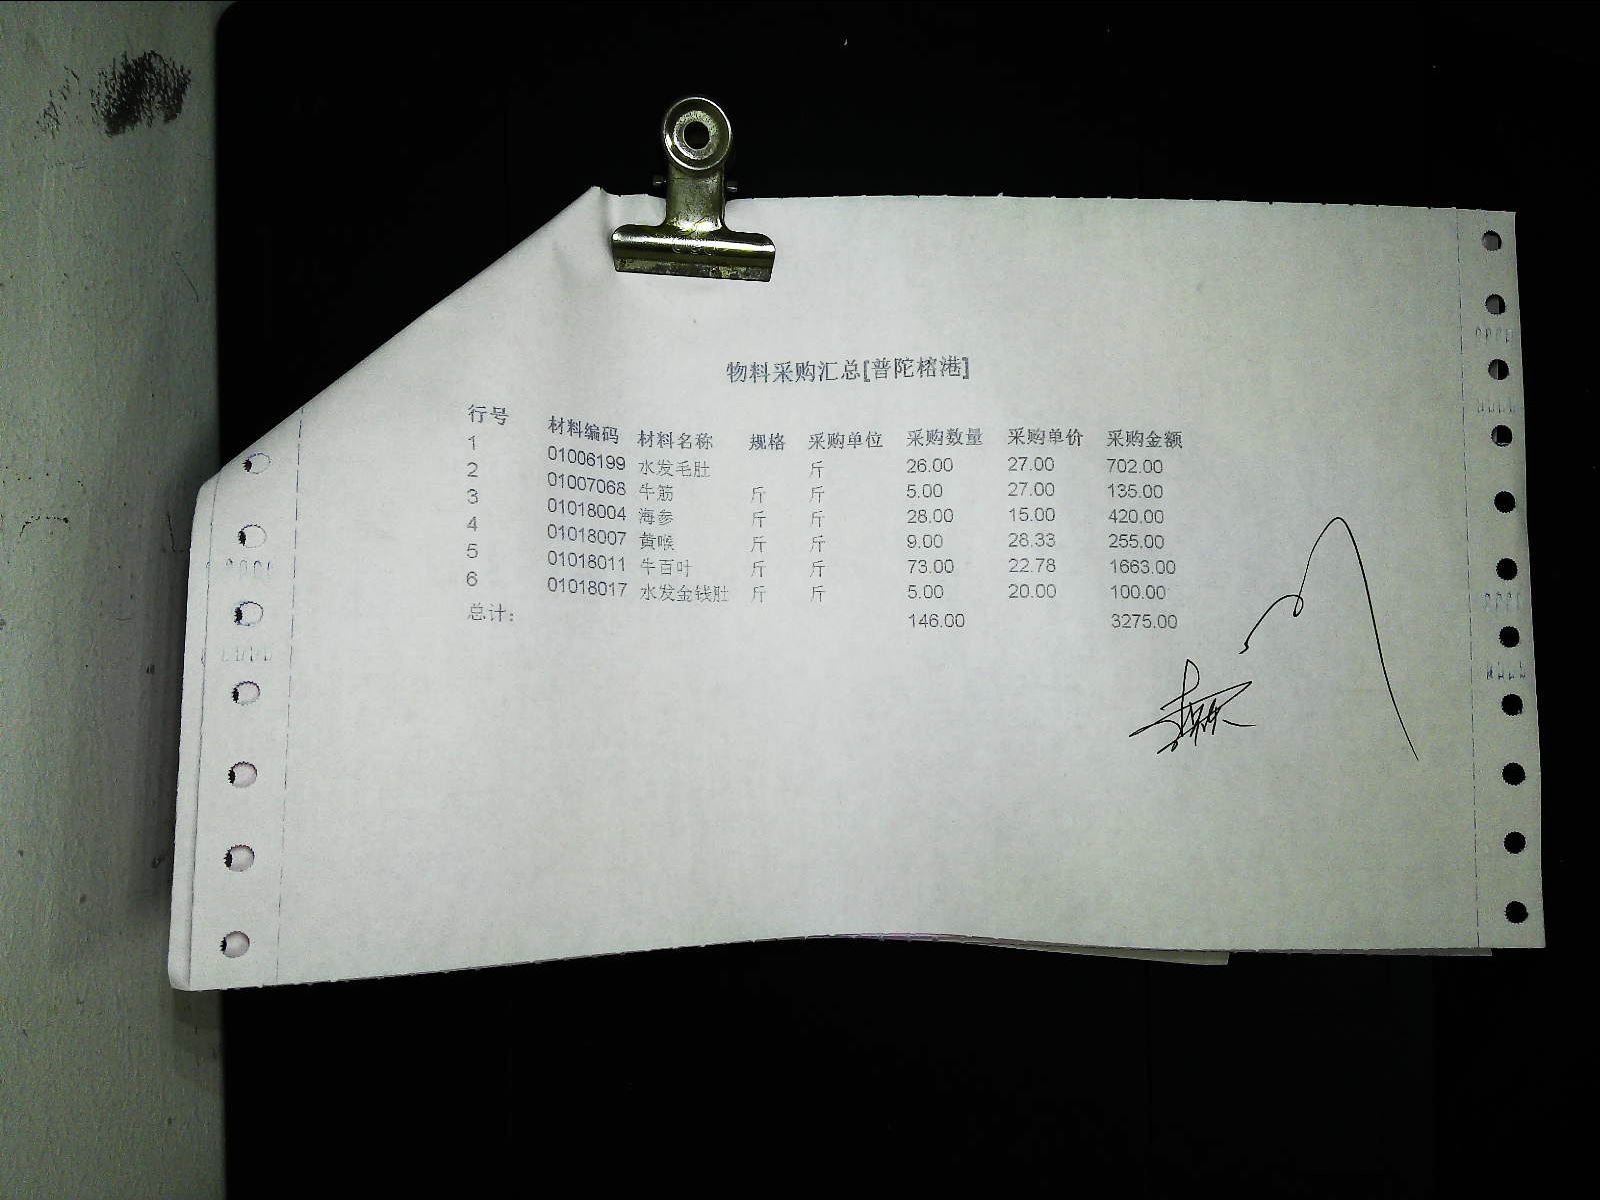 物料采购汇总[普陀榕港]
行号 材料编码 材料名称 规格 采购单位 采购数量 采购单价 采购金额
1 01006199 水发毛肚 斤 26.00 27.00 702.00
2 01007068 牛筋 斤 斤 5.00 27.00 135.00
3 01018004 海参 斤 斤 28.00 15.00 420.00
4 01018007 黄喉 斤 斤 9.00 28.33 255.00
5 01018011 牛百叶 斤 斤 73.00 22.78 1663.00
6 01018017 水发金钱肚 斤 斤 5.00 20.00 100.00
总计： 146.00 3275.00